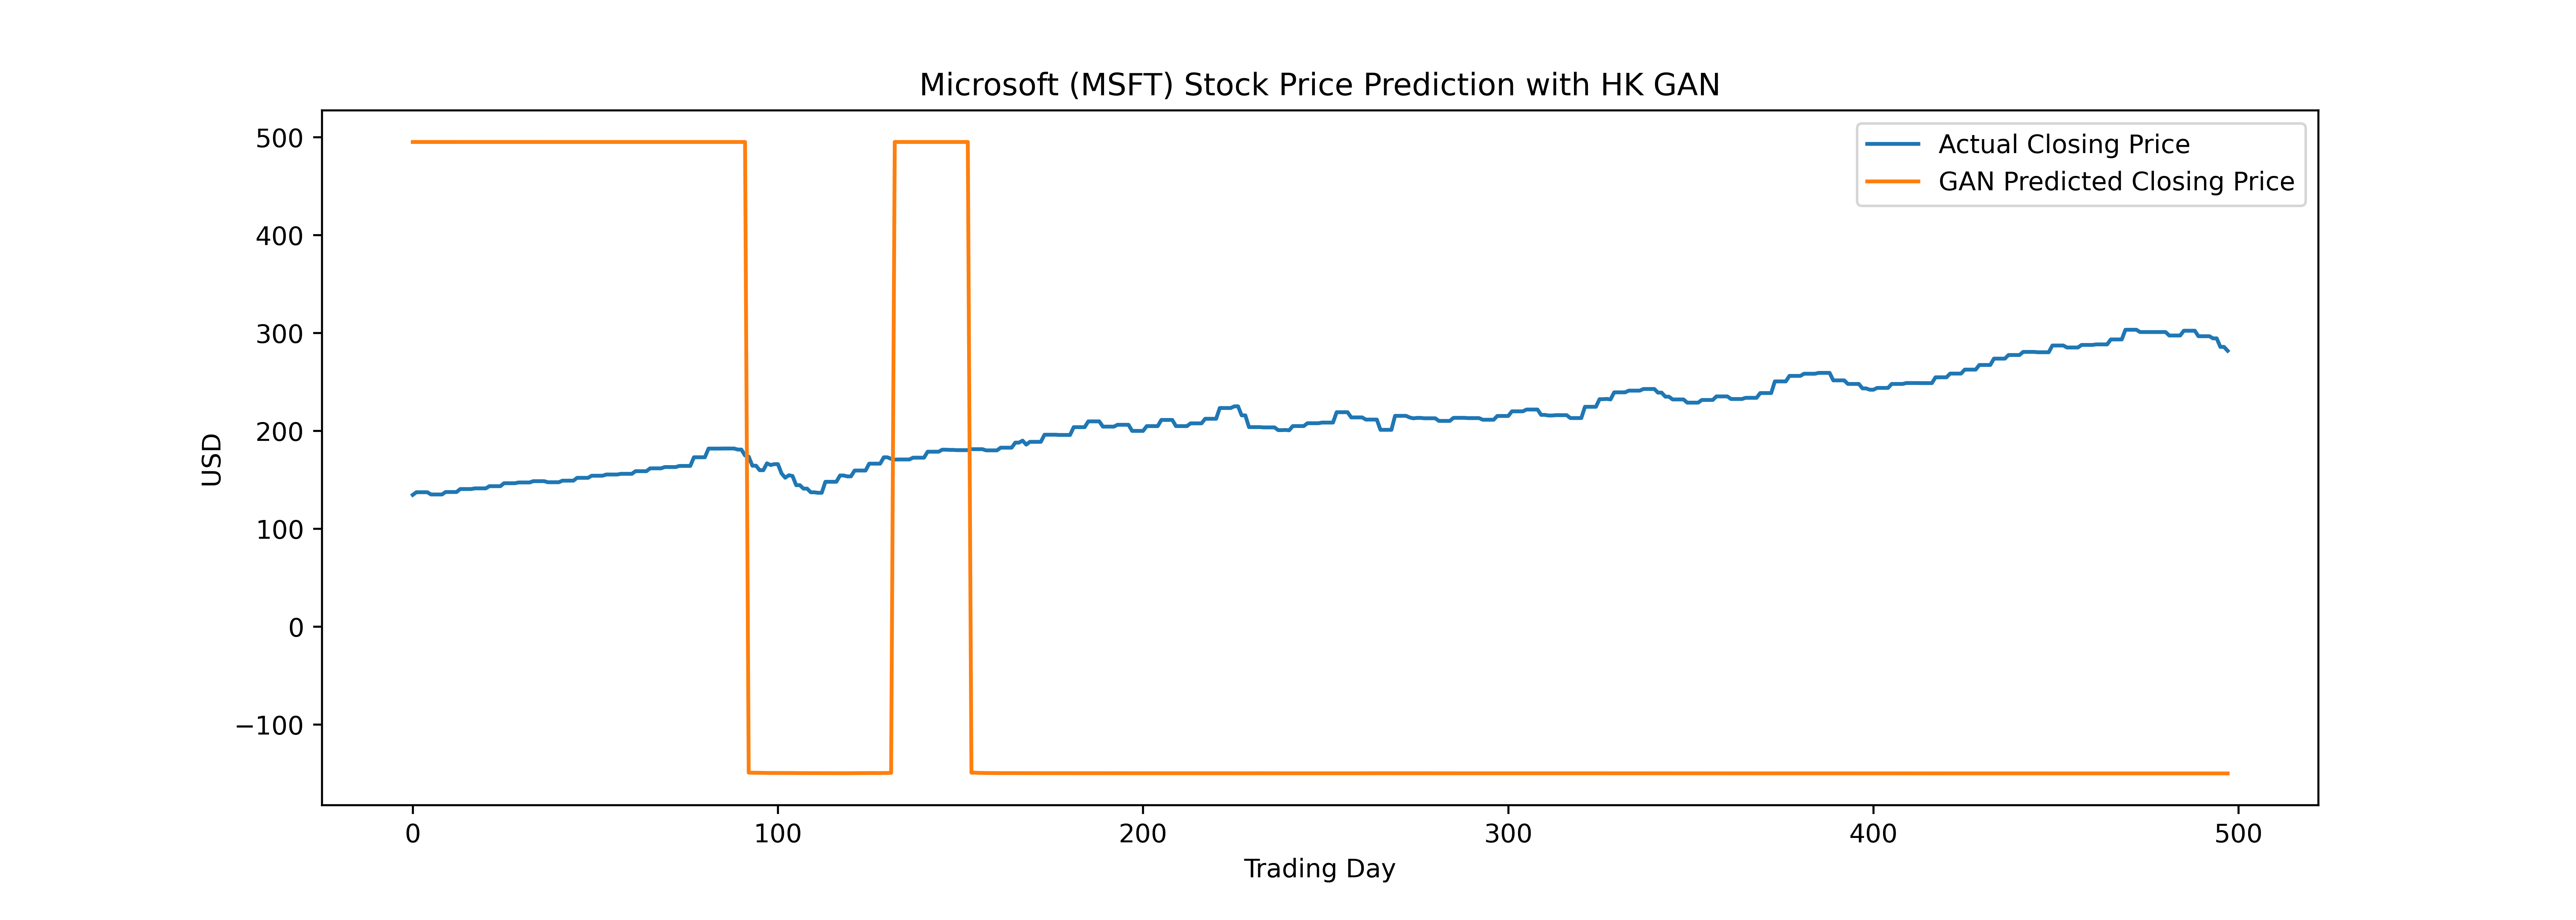 Microsoft (MSFT) Stock Price Prediction with HK GAN
Actual Closing Price
GAN Predicted Closing Price
USD
500
400
300
200
100
0
−100
0 100 200 300 400 500
Trading Day